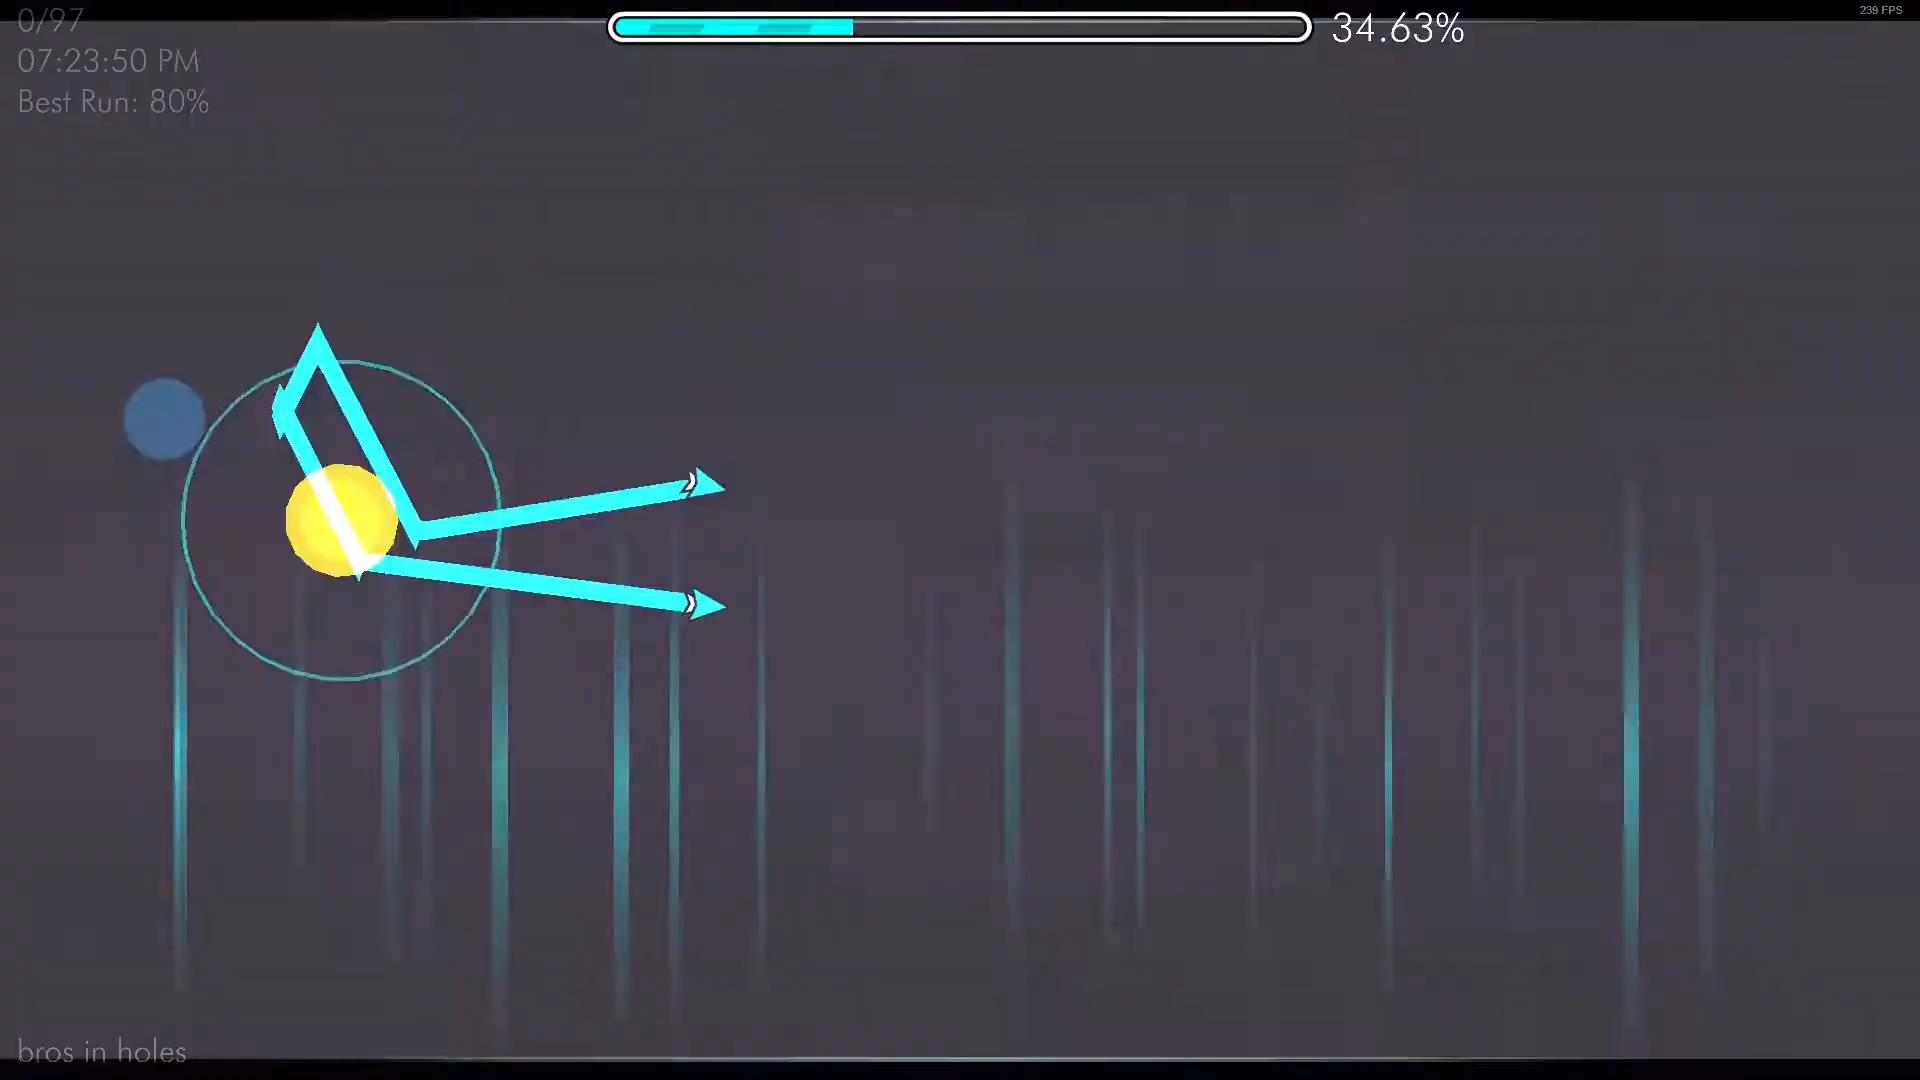 0/97
34.63%
239 FPS
07:23:50 PM
Best Run: 80%
bros in holes